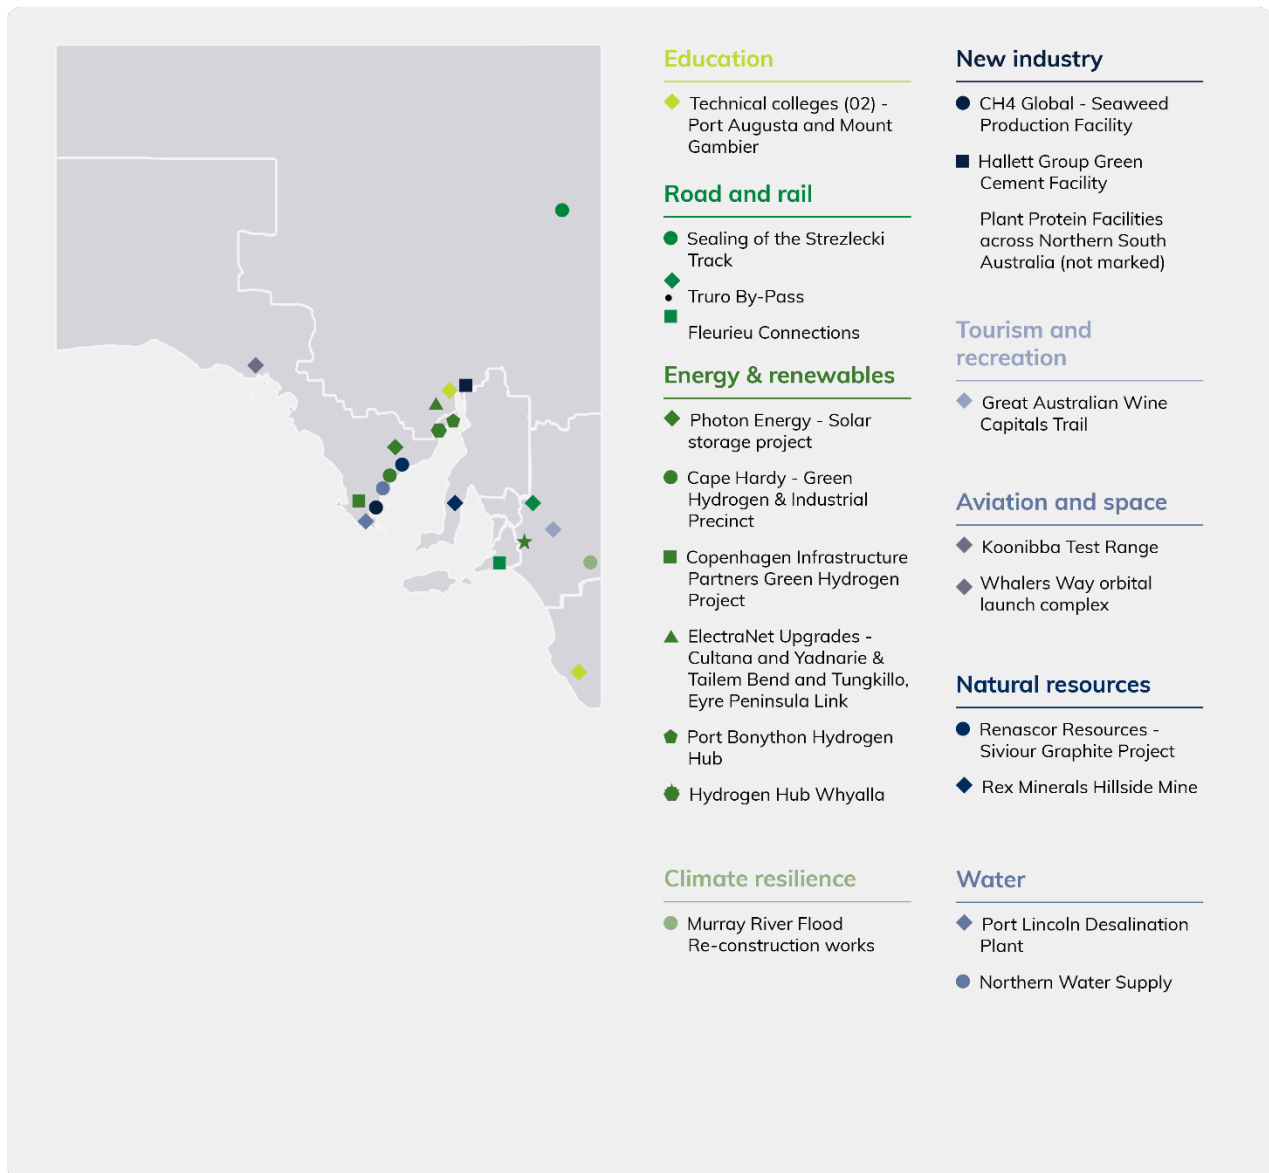 Education
Technical colleges (02) -
Port Augusta and Mount
Gambier
Road and rail
Sealing of the Strezlecki
Track
Truro By-Pass
Fleurieu Connections
Energy & renewables
Photon Energy - Solar
storage project
Cape Hardy - Green
Hydrogen & Industrial
Precinct
Copenhagen Infrastructure
Partners Green Hydrogen
Project
ElectraNet Upgrades -
Cultana and Yadnarie &
Tailem Bend and Tungkillo,
Eyre Peninsula Link
Port Bonython Hydrogen
Hub
Hydrogen Hub Whyalla
Climate resilience
Murray River Flood
Re-construction works
New industry
CH4 Global - Seaweed
Production Facility
Hallett Group Green
Cement Facility
Plant Protein Facilities
across Northern South
Australia (not marked)
Tourism and
recreation
Great Australian Wine
Capitals Trail
Aviation and space
Koonibba Test Range
Whalers Way orbital
launch complex
Natural resources
Renascor Resources -
Siviour Graphite Project
Rex Minerals Hillside Mine
Water
Port Lincoln Desalination
Plant
Northern Water Supply